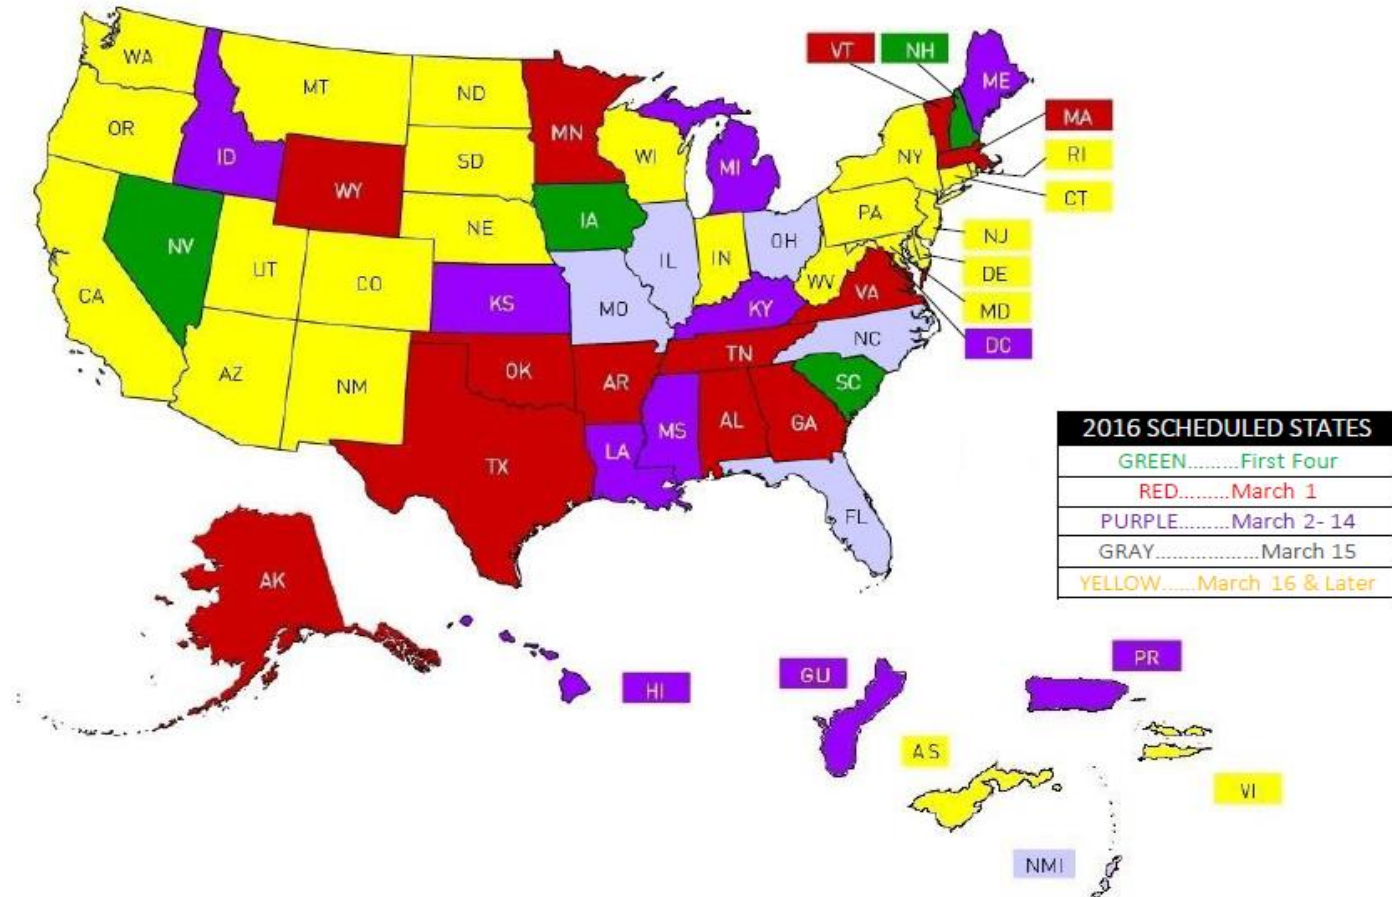 VT NH
ME
WA
MT
ND
MN
MA
OR
ID
SD
WI
MI
NY
RI
WY
CT
PA
NE
IA
NJ
NV
UT
CO
IL
IN
OH
DE
CA
WV
VA
MD
KS
MO
KY
NC
DC
AZ
NM
OK
AR
TN
SC
MS
AL
GA
LA
TX
FL
2016 SCHEDULED STATES
GREEN.........First Four
RED.........March 1
PURPLE.........March 2- 14
GRAY..................March 15
YELLOW......March 16 & Later
AK
HI
GU
PR
AS
VI
NMI